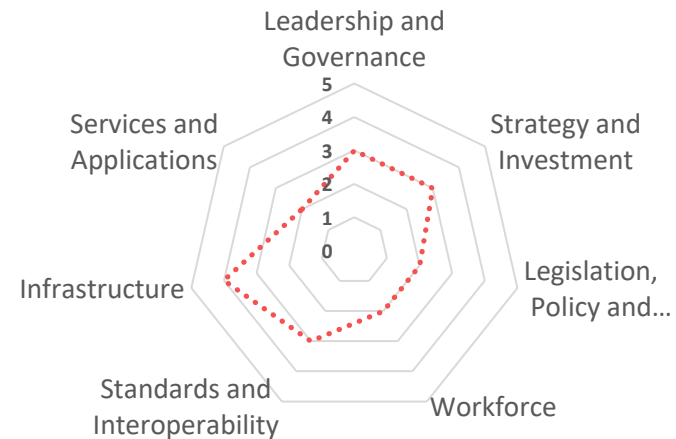 Leadership and
Governance
5
4
3
2
1
0
Strategy and
Investment
Legislation,
Policy and...
Workforce
Standards and
Interoperability
Infrastructure
Services and
Applications